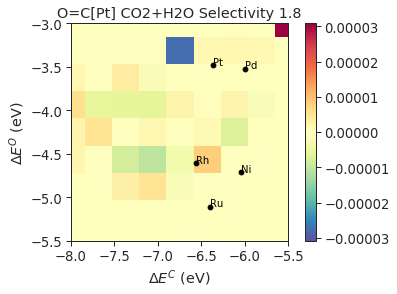 O=C[Pt] CO2+H2O Selectivity 1.8
−3.0
−3.5
−4.0
−4.5
−5.0
−5.5
ΔE^O (eV)
Pt
Pd
Rh
Ni
Ru
−8.0 −7.5 −7.0 −6.5 −6.0 −5.5
ΔE^C (eV)
0.00003
0.00002
0.00001
0.00000
−0.00001
−0.00002
−0.00003